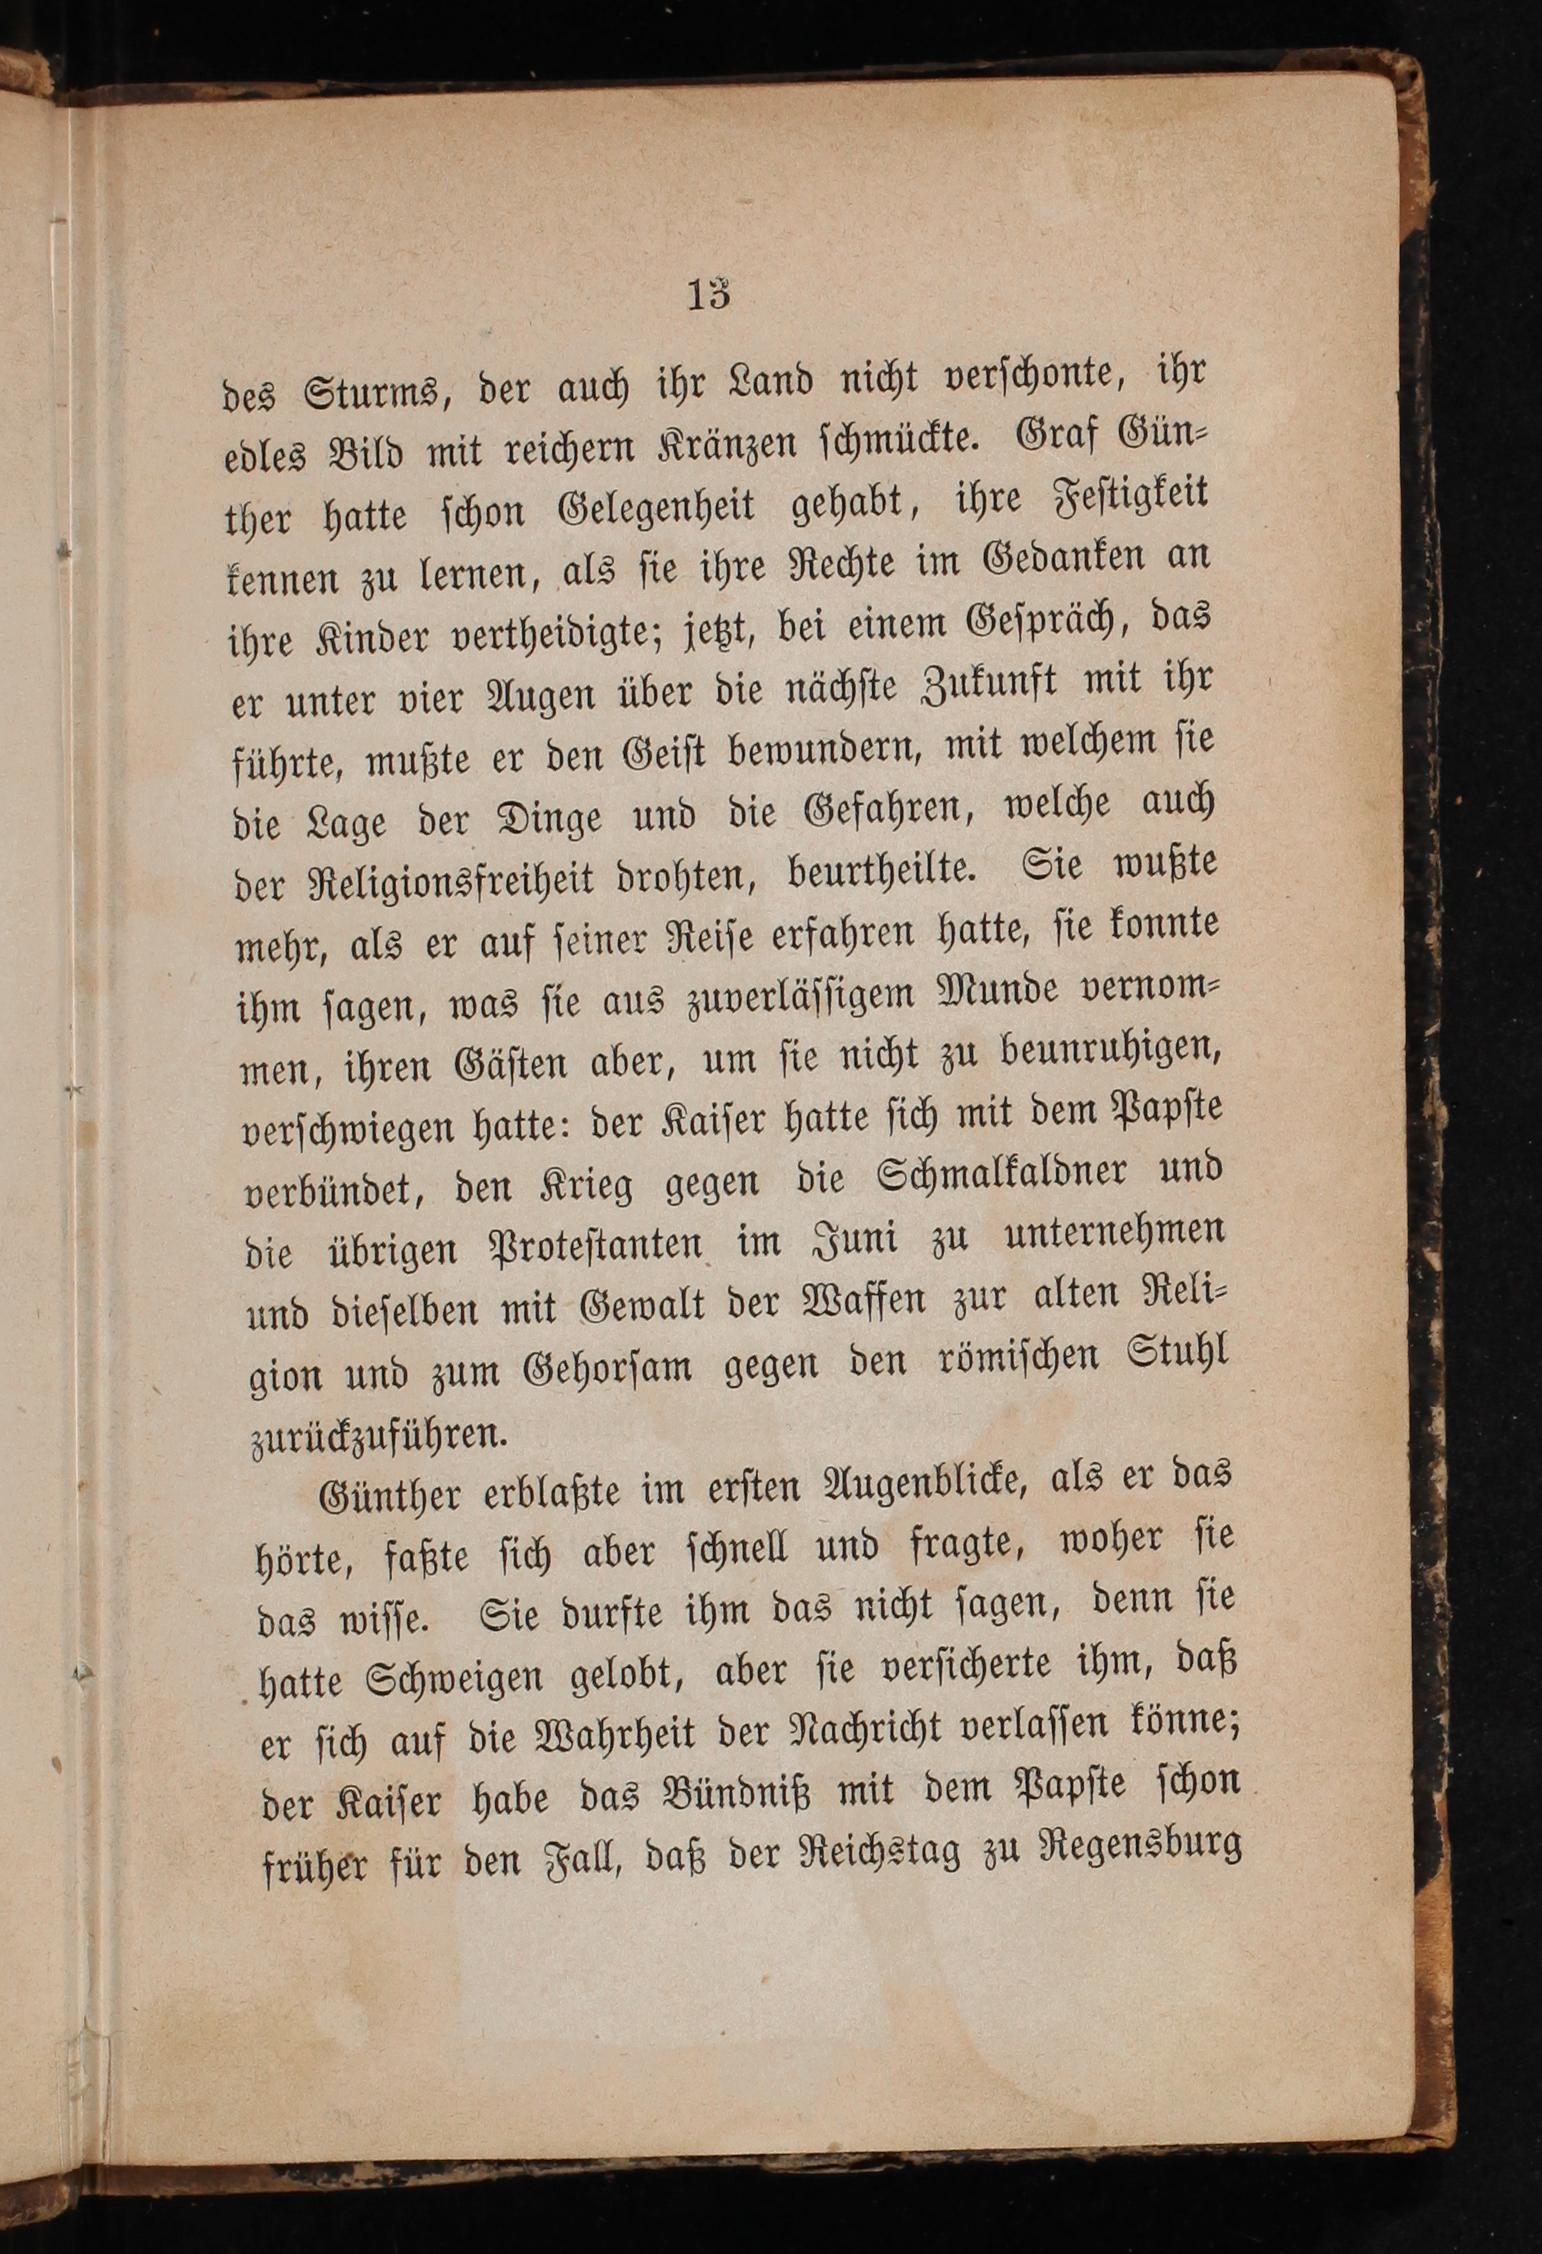 13
des Sturms, der auch ihr Land nicht verschonte, ihr
edles Bild mit reichern Kränzen schmückte. Graf Gün-
ther hatte schon Gelegenheit gehabt, ihre Festigkeit
kennen zu lernen, als sie ihre Rechte im Gedanken an
ihre Kinder vertheidigte; jetzt, bei einem Gespräch, das
er unter vier Augen über die nächste Zukunft mit ihr
führte, mußte er den Geist bewundern, mit welchem sie
die Lage der Dinge und die Gefahren, welche auch
der Religionsfreiheit drohten, beurtheilte. Sie wußte
mehr, als er auf seiner Reise erfahren hatte, sie konnte
ihm sagen, was sie aus zuverlässigem Munde vernom-
men, ihren Gästen aber, um sie nicht zu beunruhigen,
verschwiegen hatte: der Kaiser hatte sich mit dem Papste
verbündet, den Krieg gegen die Schmalkaldner und
die übrigen Protestanten im Juni zu unternehmen
und dieselben mit Gewalt der Waffen zur alten Reli-
gion und zum Gehorsam gegen den römischen Stuhl
zurückzuführen.
Günther erblaßte im ersten Augenblicke, als er das
hörte, faßte sich aber schnell und fragte, woher sie
das wisse. Sie durfte ihm das nicht sagen, denn sie
hatte Schweigen gelobt, aber sie versicherte ihm, daß
er sich auf die Wahrheit der Nachricht verlassen könne;
der Kaiser habe das Bündniß mit dem Papste schon
früher für den Fall, daß der Reichstag zu Regensburg